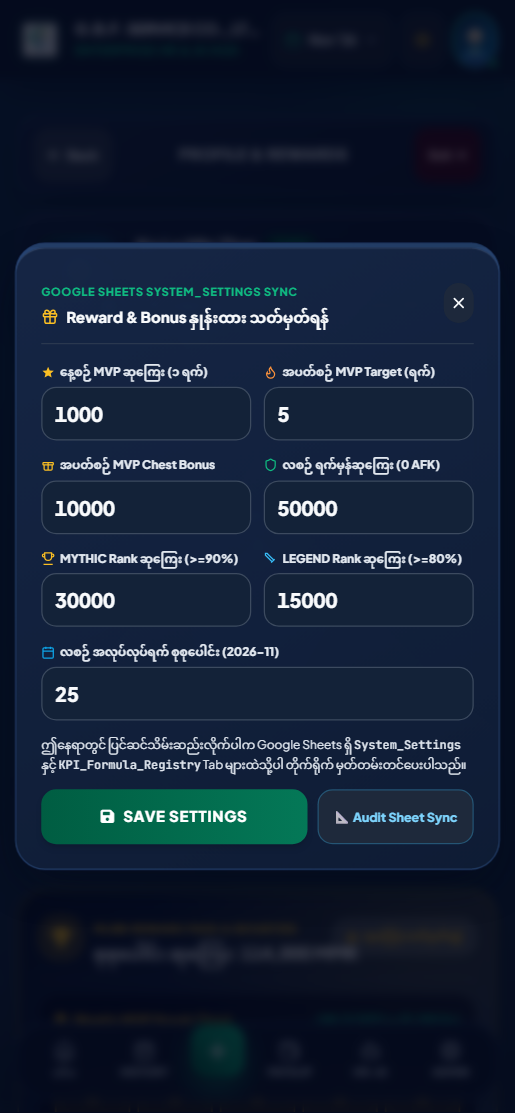 GOOGLE SHEETS SYSTEM_SETTINGS SYNC
Reward & Bonus နှုန်းထား သတ်မှတ်ရန်
နေ့စဉ် MVP ဆုကြေး (၁ ရက်)
အပတ်စဉ် MVP Target (ရက်)
1000
5
အပတ်စဉ် MVP Chest Bonus
လစဉ် ရက်မှန်ဆုကြေး (0 AFK)
10000
50000
MYTHIC Rank ဆုကြေး (>=90%)
LEGEND Rank ဆုကြေး (>=80%)
30000
15000
လစဉ် အလုပ်လုပ်ရက် စုစုပေါင်း (2026-11)
25
ဤနေရာတွင် ပြင်ဆင်သိမ်းဆည်းလိုက်ပါက Google Sheets ရှိ System_Settings
နှင့် KPI_Formula_Registry Tab များထဲသို့ပါ တိုက်ရိုက် မှတ်တမ်းတင်ပေးပါသည်။
SAVE SETTINGS
Audit Sheet Sync